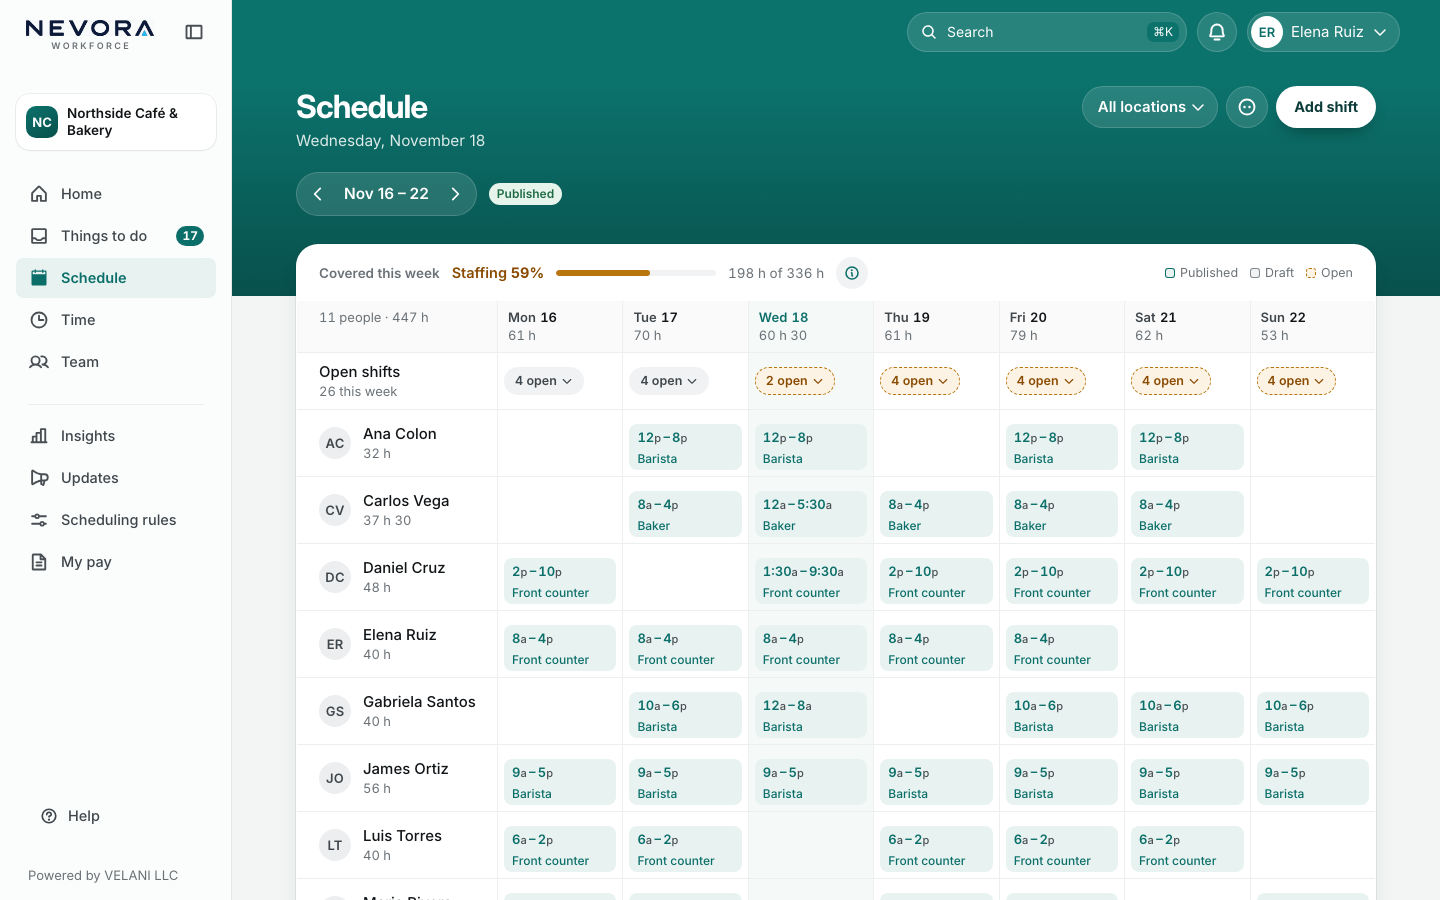 NEVORA
WORKFORCE
Search
⌘K
ER
Elena Ruiz
NC
Northside Café &
Bakery
Home
Things to do
17
Schedule
Time
Team
Insights
Updates
Scheduling rules
My pay
Help
Powered by VELANI LLC
Schedule
Wednesday, November 18
All locations
Add shift
Nov 16 – 22
Published
Covered this week
Staffing 59%
198 h of 336 h
Published
Draft
Open
11 people · 447 h
Mon 16
61 h
Tue 17
70 h
Wed 18
60 h 30
Thu 19
61 h
Fri 20
79 h
Sat 21
62 h
Sun 22
53 h
Open shifts
26 this week
4 open
4 open
2 open
4 open
4 open
4 open
4 open
AC
Ana Colon
32 h
12p – 8p
Barista
12p – 8p
Barista
12p – 8p
Barista
12p – 8p
Barista
CV
Carlos Vega
37 h 30
8a – 4p
Baker
12a – 5:30a
Baker
8a – 4p
Baker
8a – 4p
Baker
8a – 4p
Baker
DC
Daniel Cruz
48 h
2p – 10p
Front counter
1:30a – 9:30a
Front counter
2p – 10p
Front counter
2p – 10p
Front counter
2p – 10p
Front counter
2p – 10p
Front counter
ER
Elena Ruiz
40 h
8a – 4p
Front counter
8a – 4p
Front counter
8a – 4p
Front counter
8a – 4p
Front counter
8a – 4p
Front counter
GS
Gabriela Santos
40 h
10a – 6p
Barista
12a – 8a
Barista
10a – 6p
Barista
10a – 6p
Barista
10a – 6p
Barista
JO
James Ortiz
56 h
9a – 5p
Barista
9a – 5p
Barista
9a – 5p
Barista
9a – 5p
Barista
9a – 5p
Barista
9a – 5p
Barista
9a – 5p
Barista
LT
Luis Torres
40 h
6a – 2p
Front counter
6a – 2p
Front counter
6a – 2p
Front counter
6a – 2p
Front counter
6a – 2p
Front counter